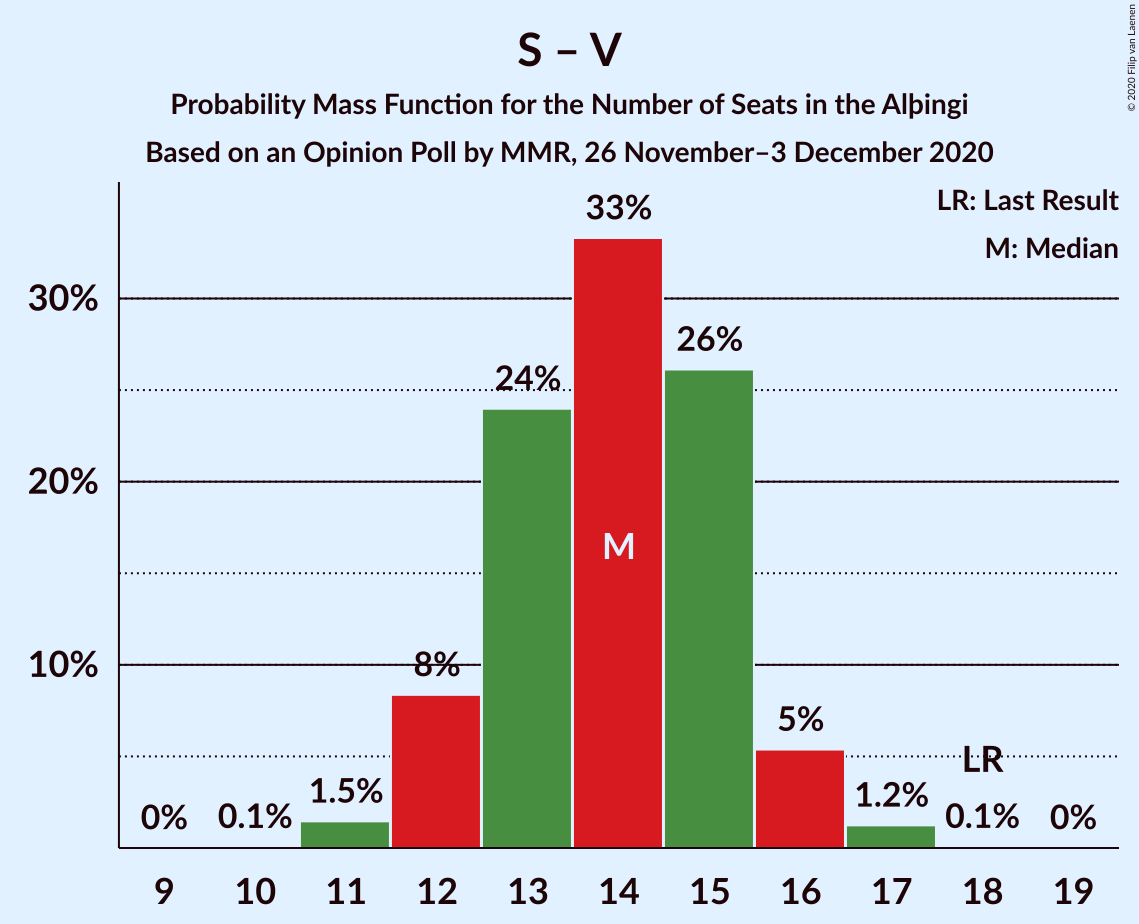 S – V
Probability Mass Function for the Number of Seats in the Alþingi
Based on an Opinion Poll by MMR, 26 November–3 December 2020
© 2020 Filip van Laenen
LR: Last Result
M: Median
30%
20%
10%
0%
0.1%
1.5%
8%
24%
33%
M
26%
5%
1.2%
LR
0.1%
0%
9 10 11 12 13 14 15 16 17 18 19